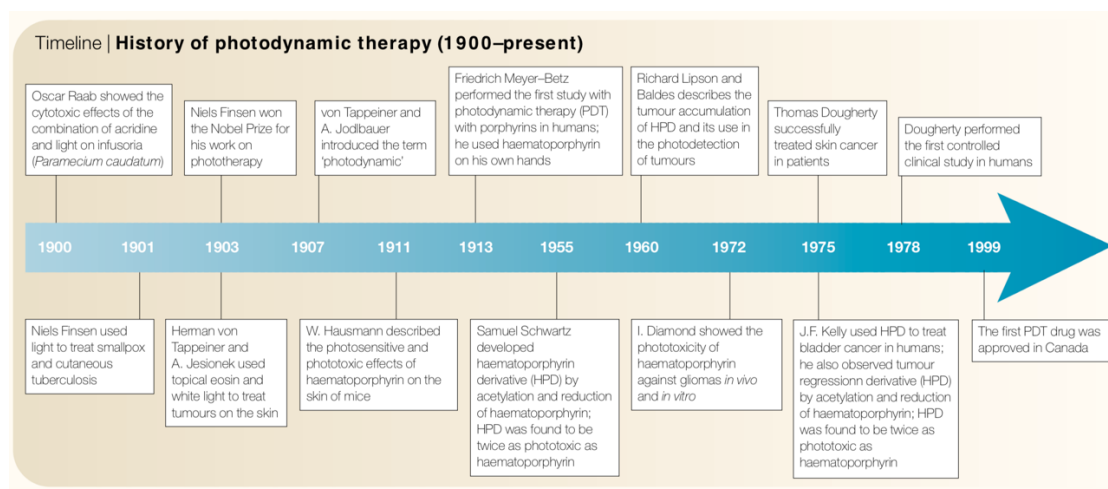 Timeline | History of photodynamic therapy (1900–present)
Oscar Raab showed the
cytotoxic effects of the
combination of acridine
and light on infusoria
(Paramecium caudatum)
Niels Finsen won
the Nobel Prize for
his work on
phototherapy
von Tappeiner and
A. Jodlbauer
introduced the term
'photodynamic'
Friedrich Meyer–Betz
performed the first study with
photodynamic therapy (PDT)
with porphyrins in humans;
he used haematoporphyrin
on his own hands
Richard Lipson and
Baldes describes the
tumour accumulation
of HPD and its use in
the photodetection
of tumours
Thomas Dougherty
successfully
treated skin cancer
in patients
Dougherty performed
the first controlled
clinical study in humans
1900 1901 1903 1907 1911 1913 1955 1960 1972 1975 1978 1999
Niels Finsen used
light to treat smallpox
and cutaneous
tuberculosis
Herman von
Tappeiner and
A. Jesionek used
topical eosin and
white light to treat
tumours on the skin
W. Hausmann described
the photosensitive and
phototoxic effects of
haematoporphyrin on the
skin of mice
Samuel Schwartz
developed
haematoporphyrin
derivative (HPD) by
acetylation and reduction
of haematoporphyrin;
HPD was found to be
twice as phototoxic as
haematoporphyrin
I. Diamond showed the
phototoxicity of
haematoporphyrin
against gliomas in vivo
and in vitro
J.F. Kelly used HPD to treat
bladder cancer in humans;
he also observed tumour
regressionn derivative (HPD)
by acetylation and reduction
of haematoporphyrin; HPD
was found to be twice as
phototoxic as
haematoporphyrin
The first PDT drug was
approved in Canada